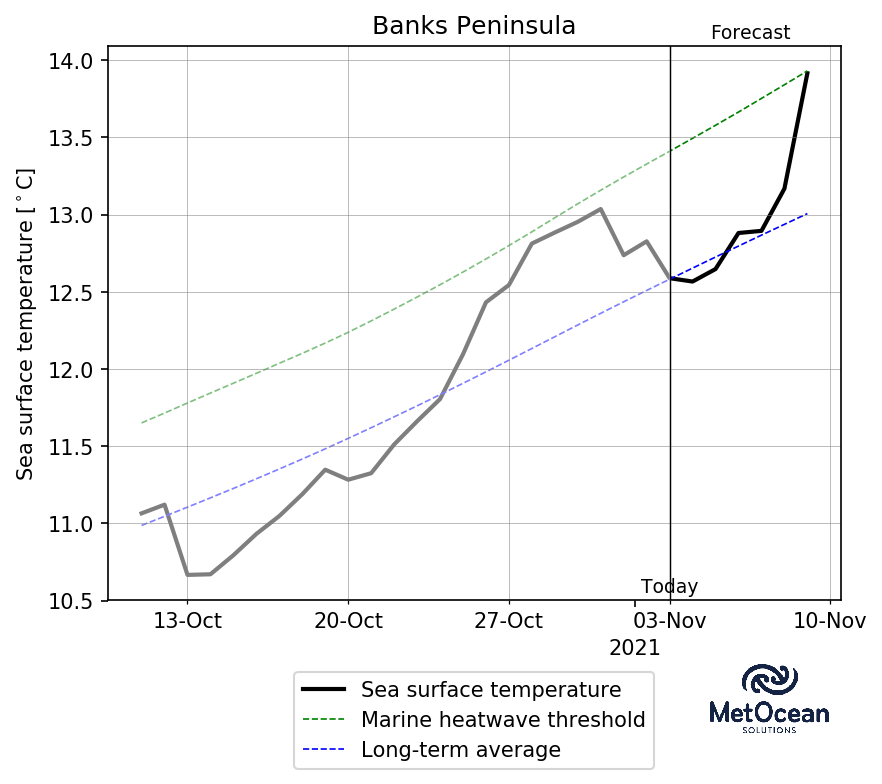 Banks Peninsula
Forecast
Sea surface temperature [°C]
14.0
13.5
13.0
12.5
12.0
11.5
11.0
10.5
Today
13-Oct 20-Oct 27-Oct 03-Nov 10-Nov
2021
Sea surface temperature
Marine heatwave threshold
Long-term average
MetOcean
SOLUTIONS